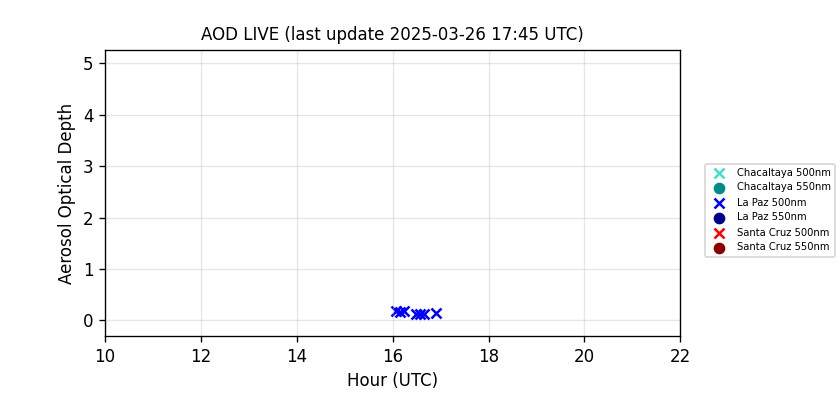 AOD LIVE (last update 2025-03-26 17:45 UTC)
5
4
3
2
1
0
Aerosol Optical Depth
10 12 14 16 18 20 22
Hour (UTC)
Chacaltaya 500nm
Chacaltaya 550nm
La Paz 500nm
La Paz 550nm
Santa Cruz 500nm
Santa Cruz 550nm